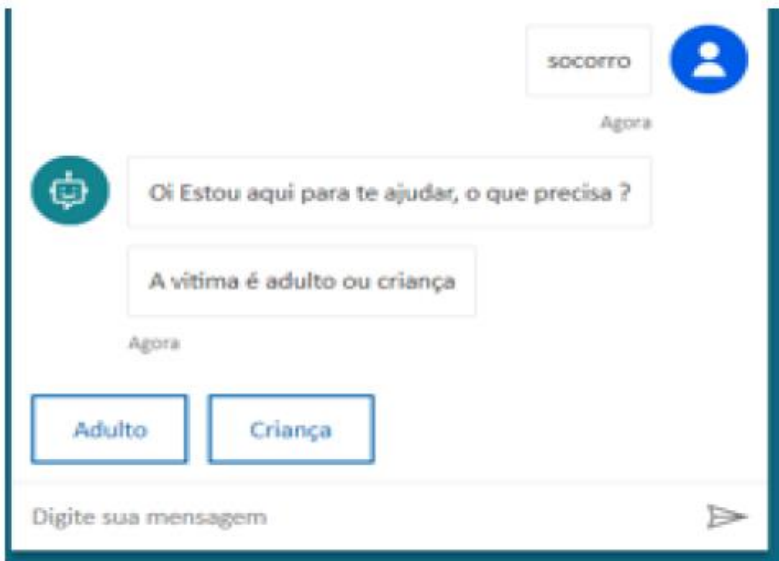 socorro
Agora
Oi Estou aqui para te ajudar, o que precisa ?
A vitima é adulto ou criança
Agora
Adulto
Criança
Digite sua mensagem